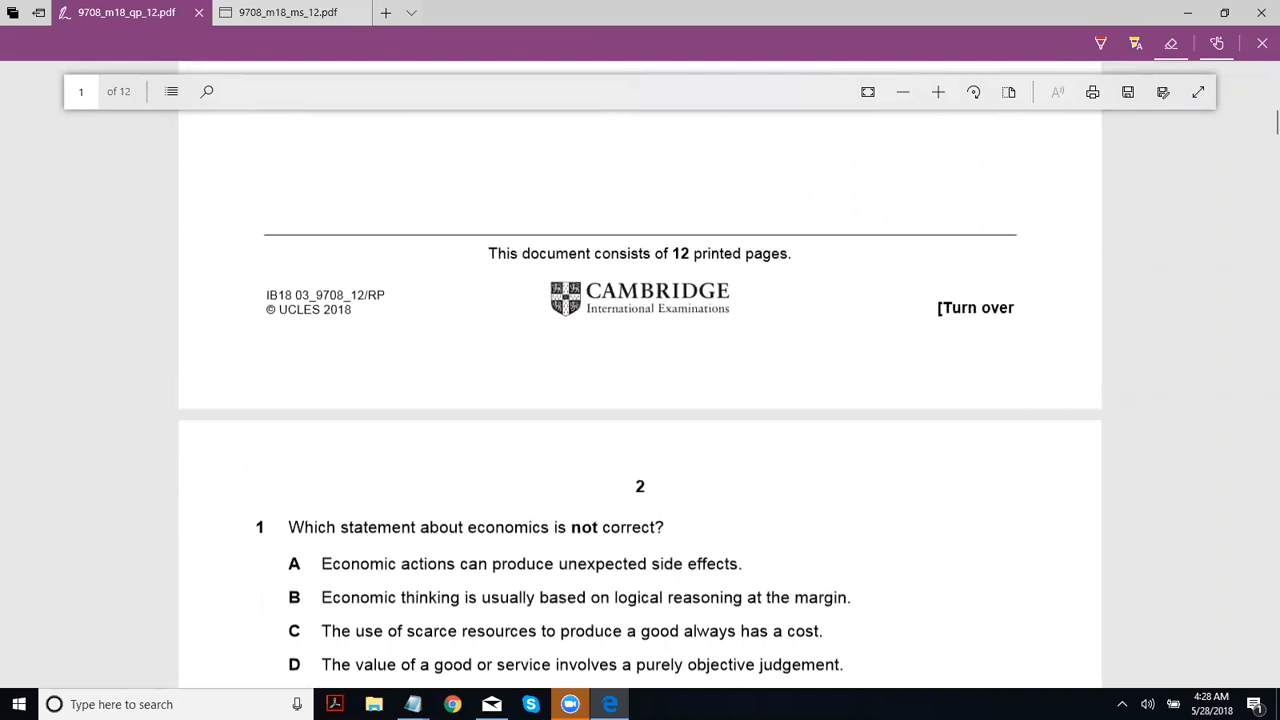 9708_m18_qp_12.pdf
9708_m18_ms_12.pdf
1 of 12
This document consists of 12 printed pages.
IB18 03_9708_12/RP
© UCLES 2018
CAMBRIDGE
International Examinations
[Turn over
2
1 Which statement about economics is not correct?
A Economic actions can produce unexpected side effects.
B Economic thinking is usually based on logical reasoning at the margin.
C The use of scarce resources to produce a good always has a cost.
D The value of a good or service involves a purely objective judgement.
Type here to search
4:28 AM
5/28/2018